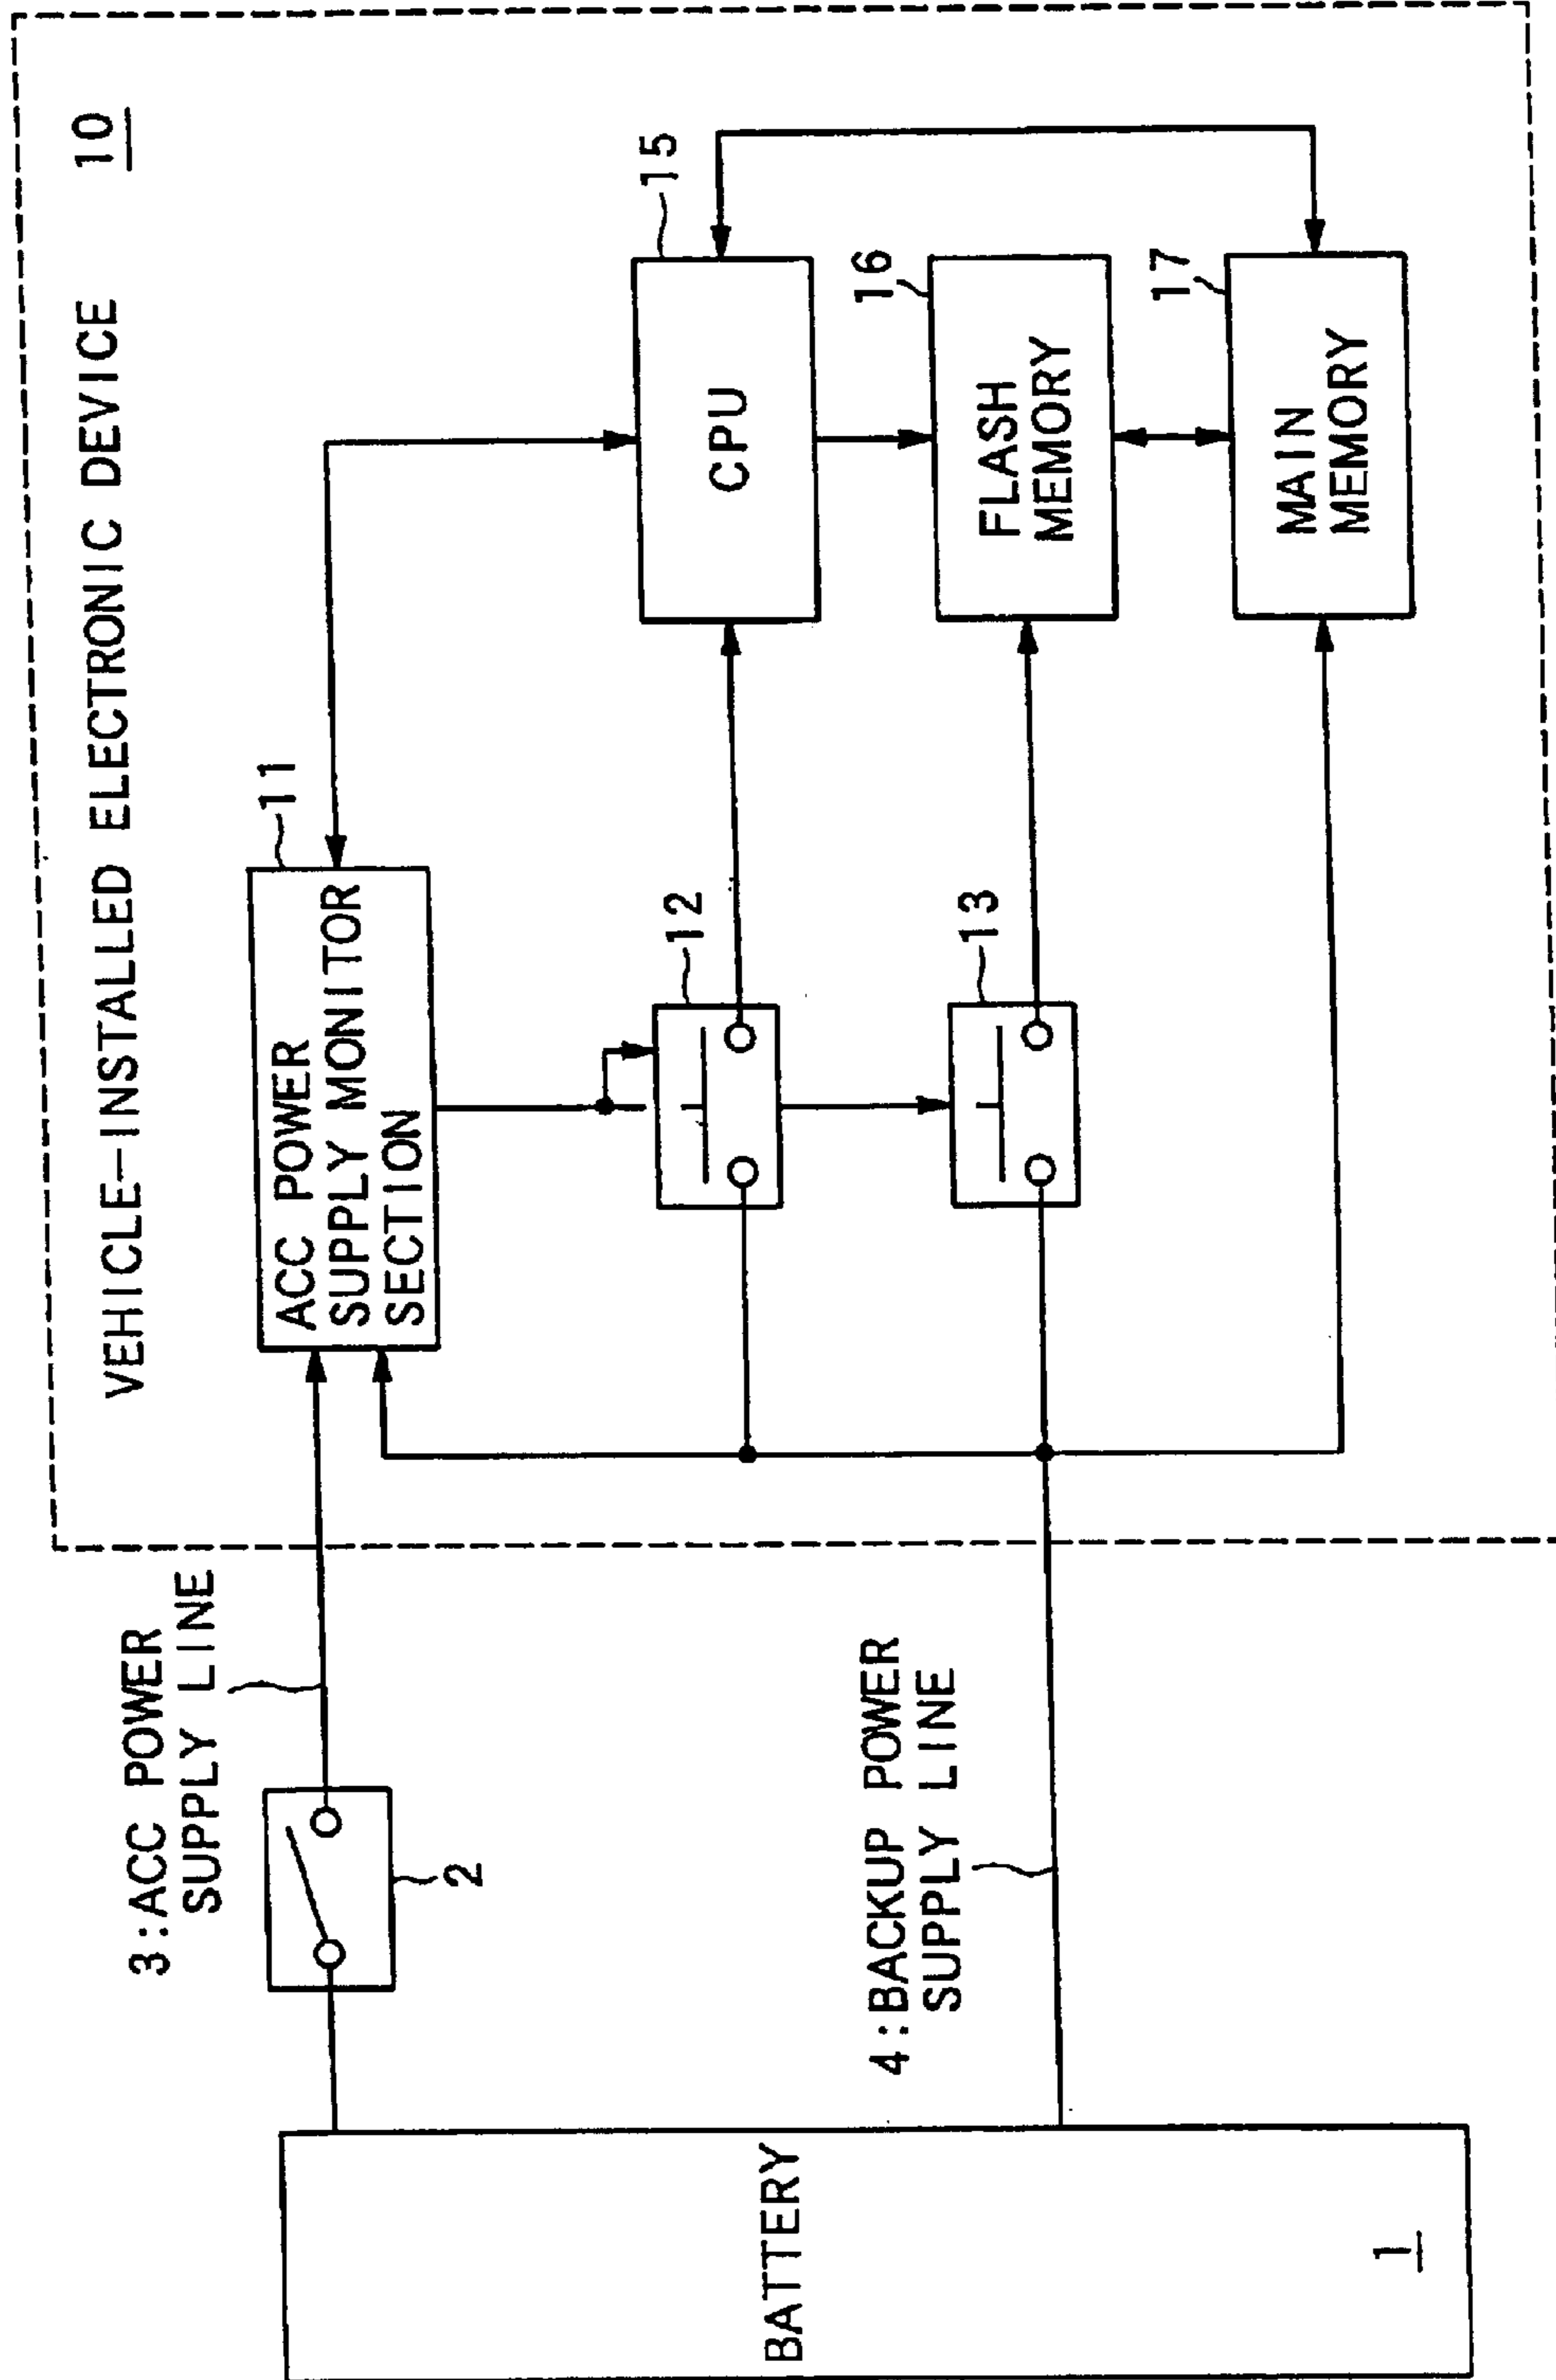 VEHICLE-INSTALLED ELECTRONIC DEVICE 10
3:ACC POWER
SUPPLY LINE
2
ACC POWER
SUPPLY MONITOR
SECTION
11
12
15
CPU
4:BACKUP POWER
SUPPLY LINE
13
16
FLASH
MEMORY
17
MAIN
MEMORY
BATTERY
1